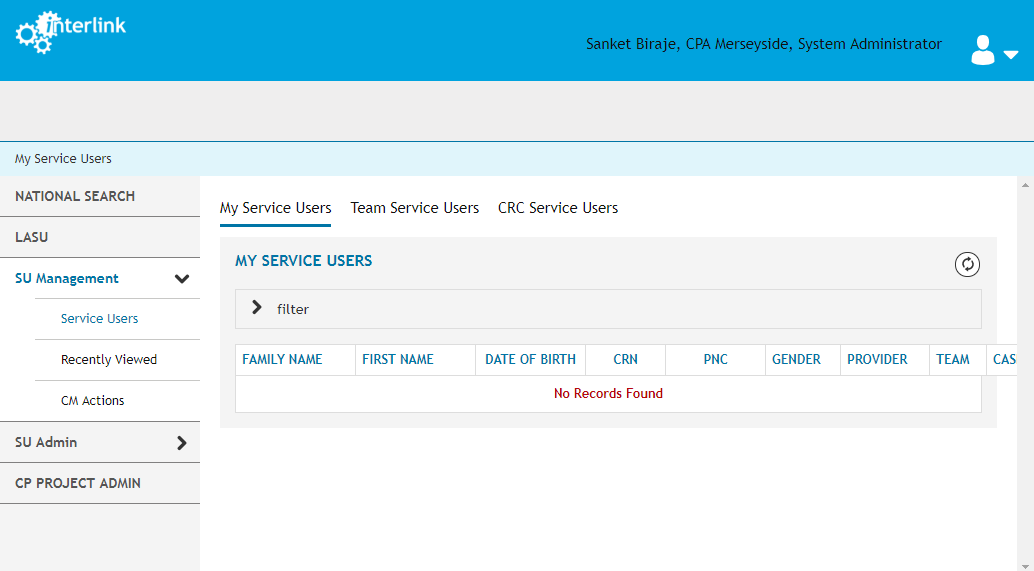 interlink
Sanket Biraje, CPA Merseyside, System Administrator
My Service Users
NATIONAL SEARCH
LASU
SU Management
Service Users
Recently Viewed
CM Actions
SU Admin
CP PROJECT ADMIN
My Service Users Team Service Users CRC Service Users
MY SERVICE USERS
filter
FAMILY NAME FIRST NAME DATE OF BIRTH CRN PNC GENDER PROVIDER TEAM CAS
No Records Found